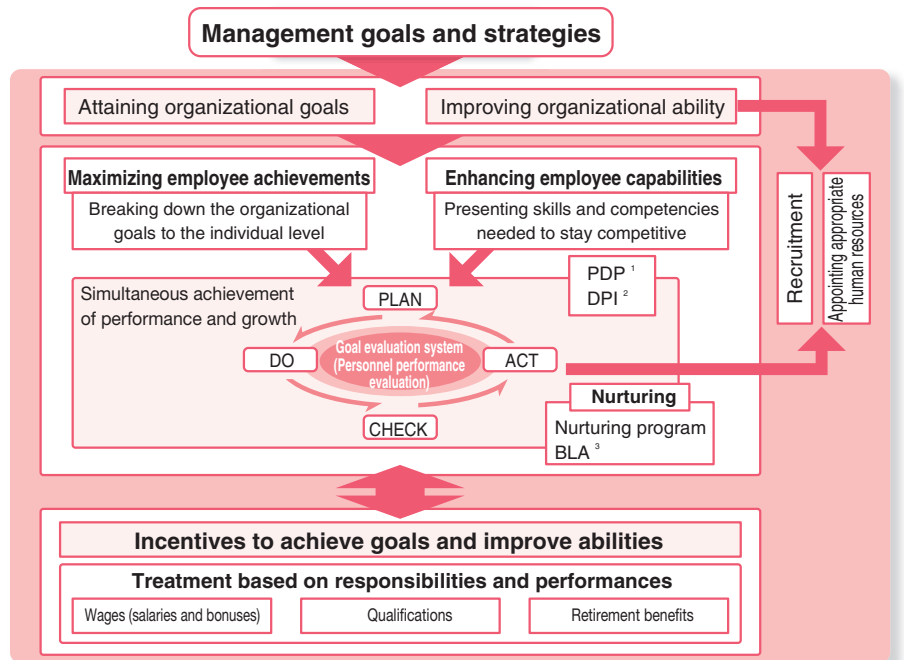 Management goals and strategies
Attaining organizational goals
Improving organizational ability
Maximizing employee achievements
Breaking down the organizational
goals to the individual level
Enhancing employee capabilities
Presenting skills and competencies
needed to stay competitive
Recruitment
Appointing appropriate
human resources
PDP 1
DPI 2
Simultaneous achievement
of performance and growth
PLAN
DO
Goal evaluation system
(Personnel performance
evaluation)
ACT
CHECK
Nurturing
Nurturing program
BLA 3
Incentives to achieve goals and improve abilities
Treatment based on responsibilities and performances
Wages (salaries and bonuses)
Qualifications
Retirement benefits